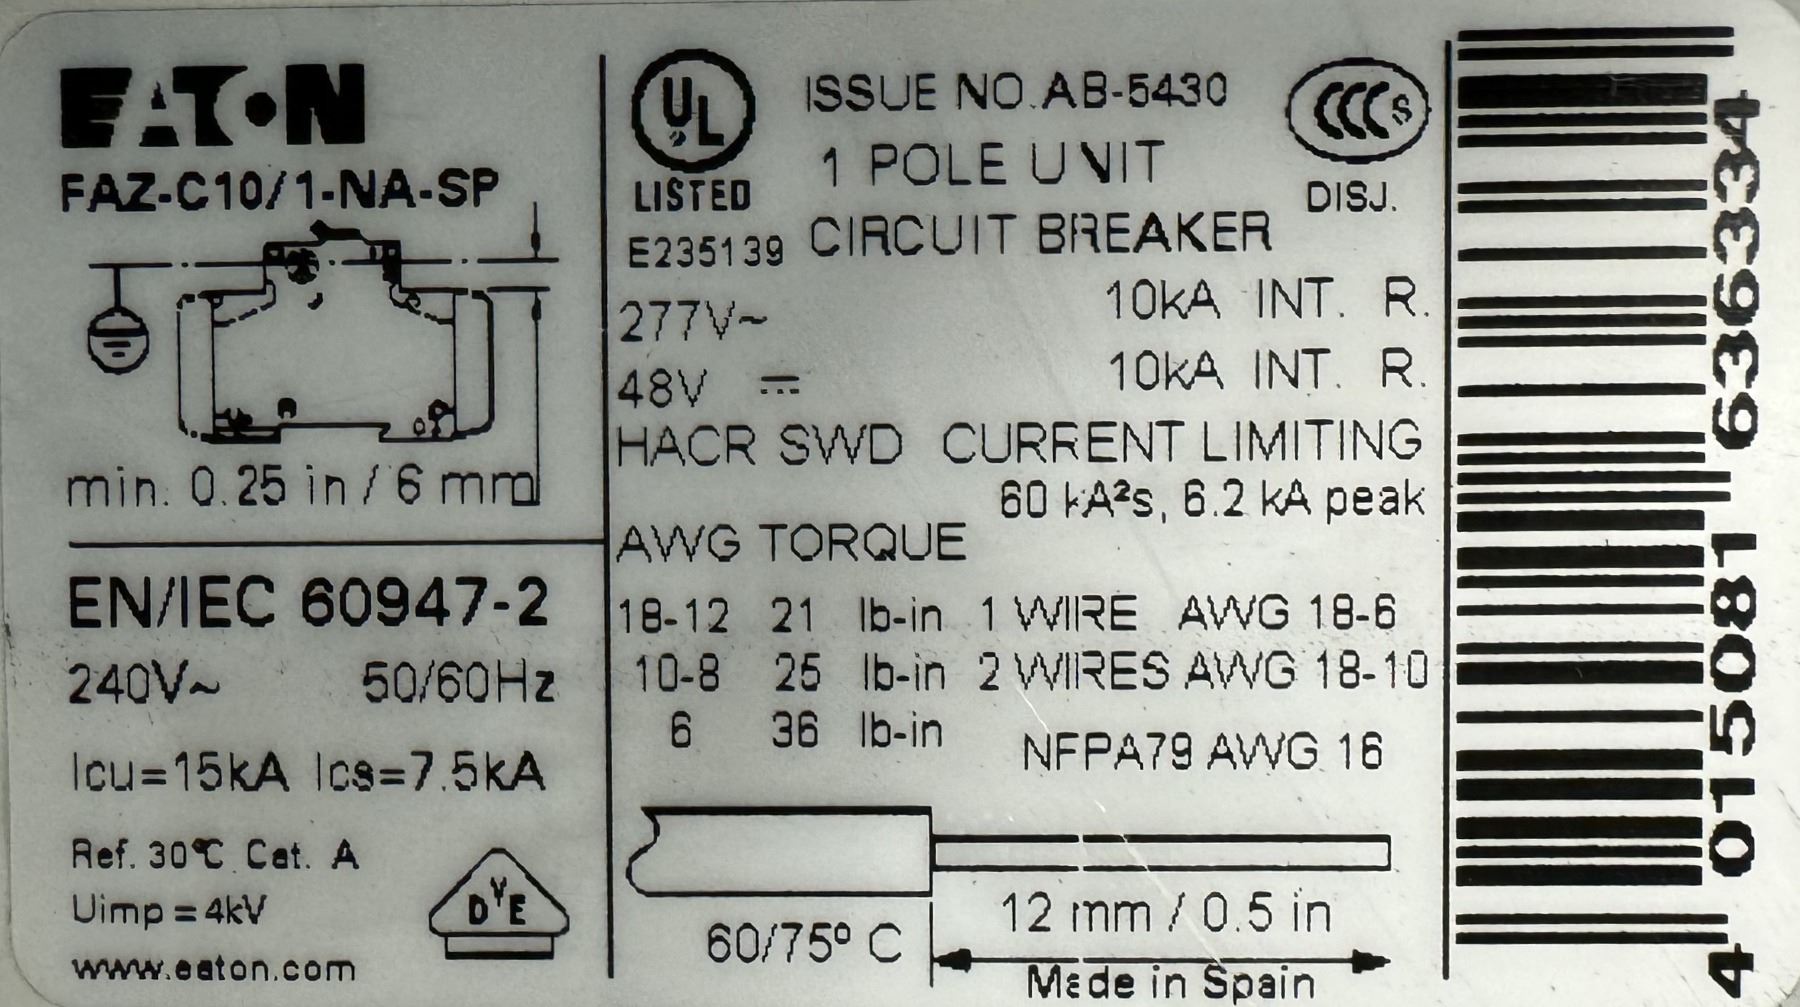 EATON
FAZ-C10/1-NA-SP
min. 0.25 in / 6 mm
EN/IEC 60947-2
240V~ 50/60Hz
Icu=15kA Ics=7.5kA
Ref. 30°C Cat. A
Uimp=4kV
www.eaton.com
DVE
UL
LISTED
E235139
ISSUE NO.AB-5430
1 POLE UNIT
CIRCUIT BREAKER
CCC S
DISJ.
277V~ 10kA INT. R.
48V ⎓ 10kA INT. R.
HACR SWD CURRENT LIMITING
60 kA²s, 6.2 kA peak
AWG TORQUE
18-12 21 lb-in 1 WIRE AWG 18-6
10-8 25 lb-in 2 WIRES AWG 18-10
6 36 lb-in
NFPA79 AWG 16
12 mm / 0.5 in
60/75º C
Made in Spain
4 015081 636334